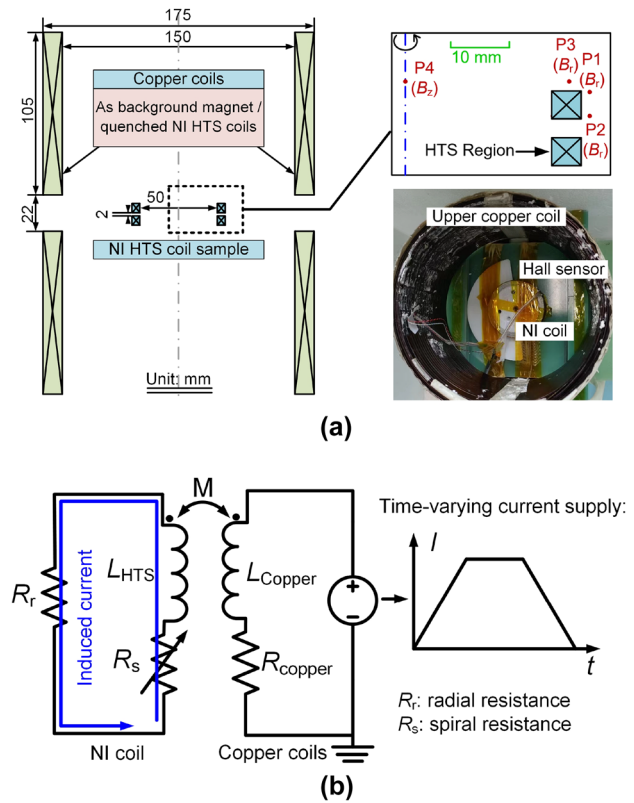 175
150
Copper coils
As background magnet /
quenched NI HTS coils
105
22
2
50
NI HTS coil sample
Unit: mm
10 mm
P4
(Bz)
P3
(Br)
P1
(Br)
P2
(Br)
HTS Region
Upper copper coil
Hall sensor
NI coil
(a)
M
Rr
Induced current
LHTS
Rs
LCopper
Rcopper
+
−
NI coil
Copper coils
Time-varying current supply:
I
t
Rr: radial resistance
Rs: spiral resistance
(b)